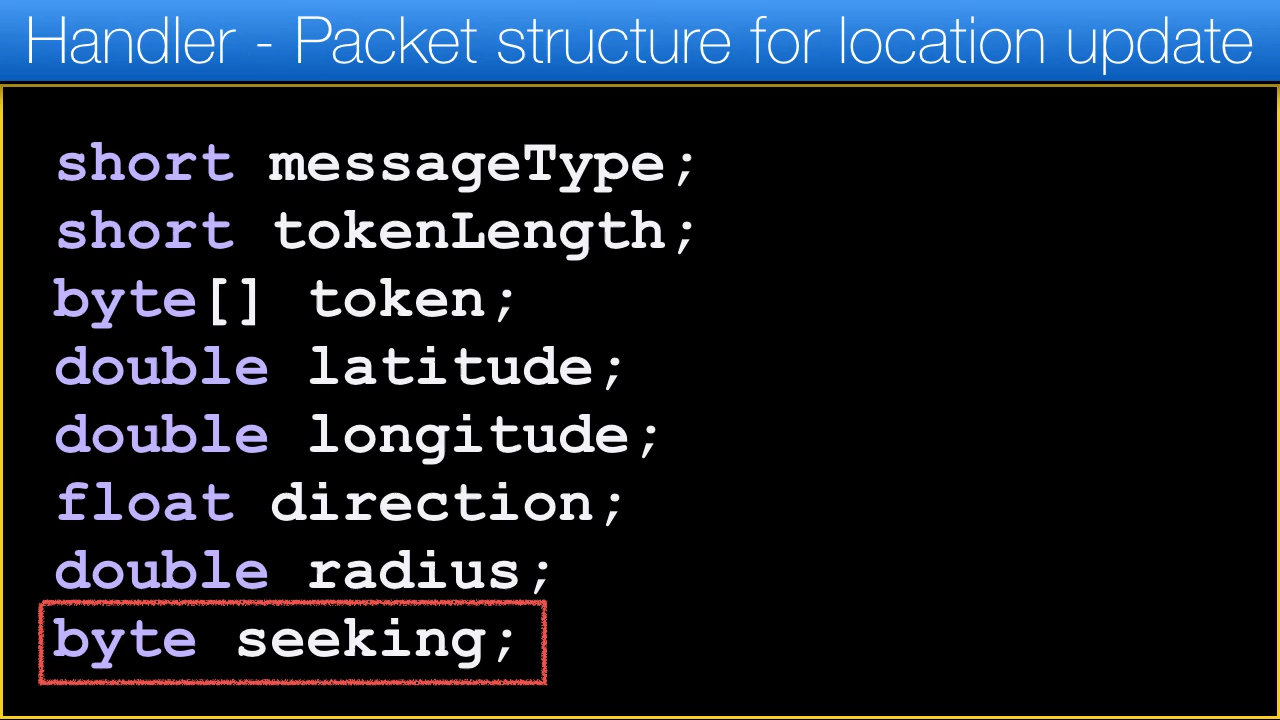 Handler - Packet structure for location update
short messageType;
short tokenLength;
byte[] token;
double latitude;
double longitude;
float direction;
double radius;
byte seeking;